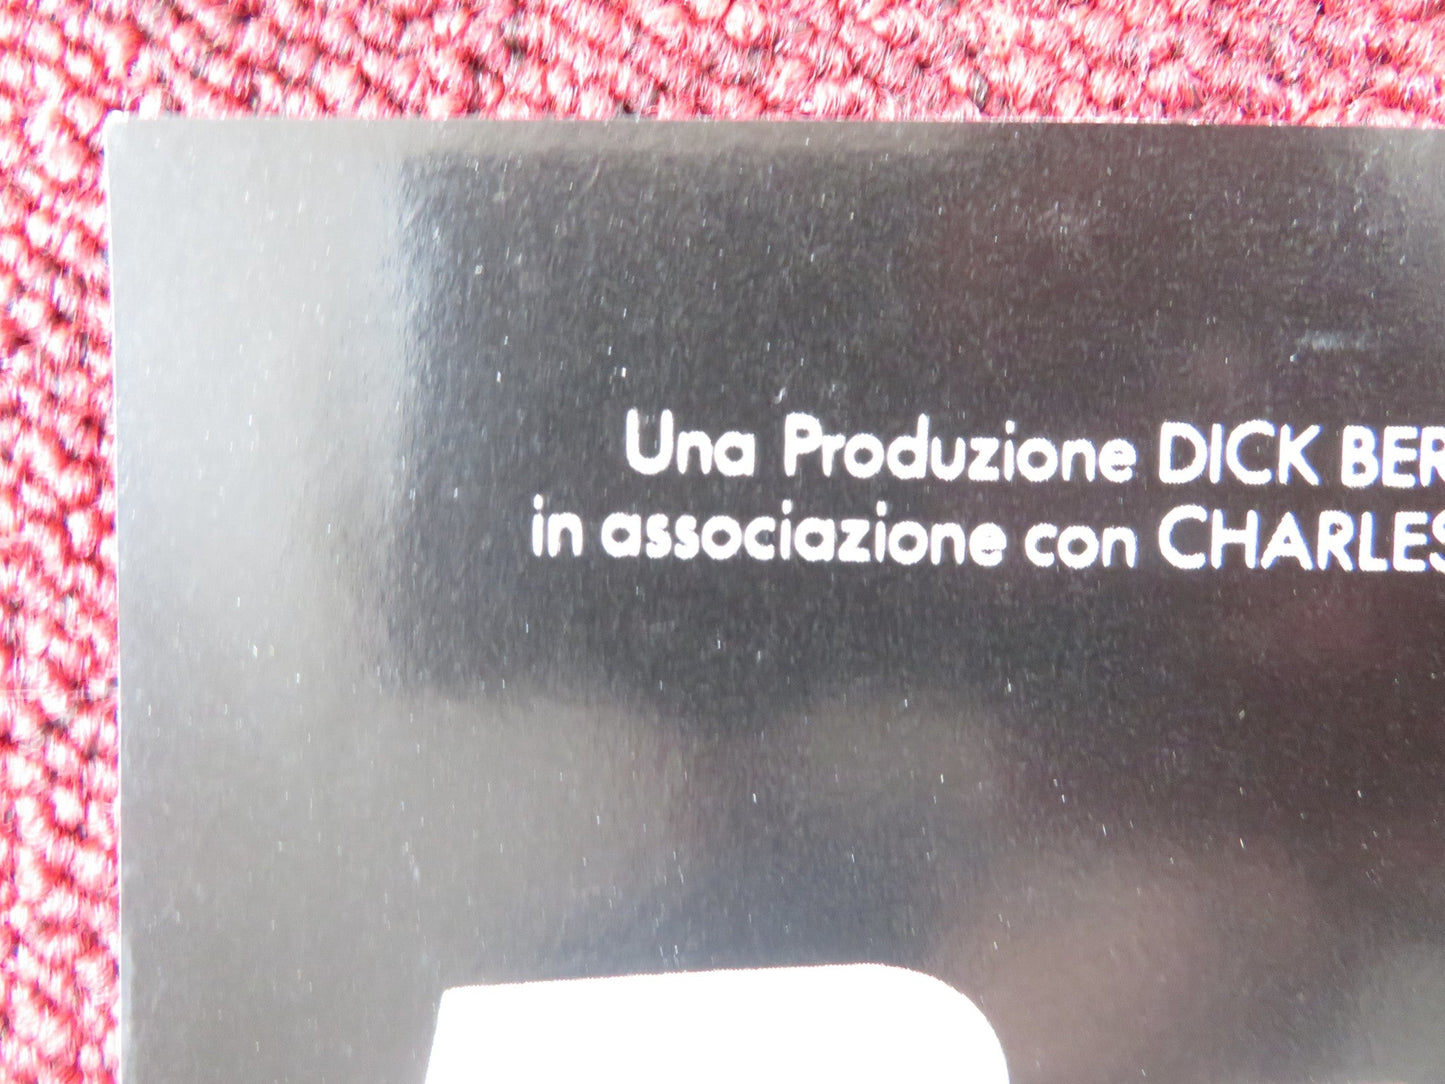 Una Produzione DICK BER
in associazione con CHARLES